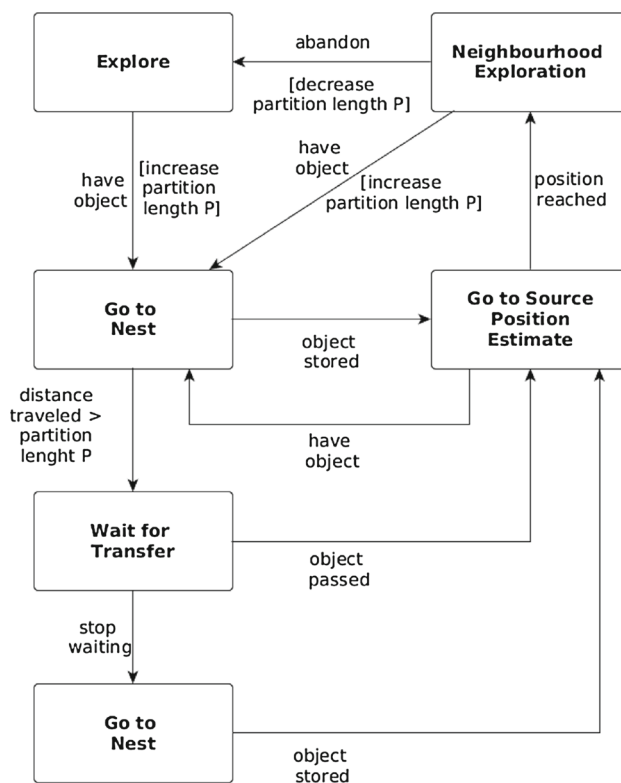 Explore
abandon
Neighbourhood
Exploration
[decrease
partition length P]
have
object
[increase
partition
length P]
have
object
[increase
partition length P]
position
reached
Go to
Nest
object
stored
Go to Source
Position
Estimate
distance
traveled >
partition
lenght P
have
object
Wait for
Transfer
object
passed
stop
waiting
Go to
Nest
object
stored